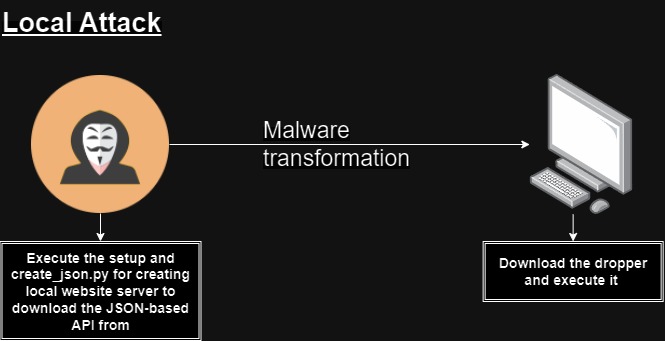 Local Attack
Malware
transformation
Execute the setup and
create_json.py for creating
local website server to
download the JSON-based
API from
Download the dropper
and execute it